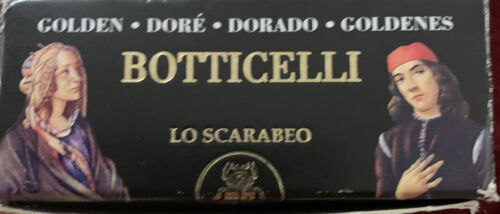 GOLDEN • DORÉ • DORADO • GOLDENES
BOTTICELLI
LO SCARABEO